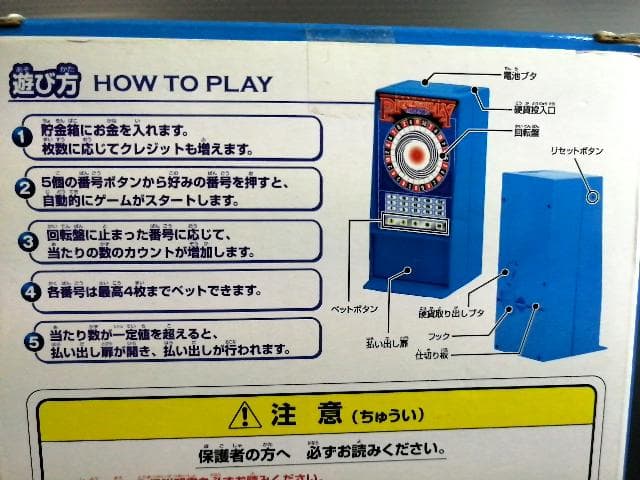 遊び方 HOW TO PLAY
1 貯金箱にお金を入れます。
枚数に応じてクレジットも増えます。
2 5個の番号ボタンから好みの番号を押すと、
自動的にゲームがスタートします。
3 回転盤に止まった番号に応じて、
当たりの数のカウントが増加します。
4 各番号は最高4枚までベットできます。
5 当たり数が一定値を超えると、
払い出し扉が開き、払い出しが行われます。
電池ブタ
硬貨投入口
回転盤
リセットボタン
ベットボタン
払い出し扉
硬貨取り出しブタ
フック
仕切り板
注意(ちゅうい)
保護者の方へ 必ずお読みください。